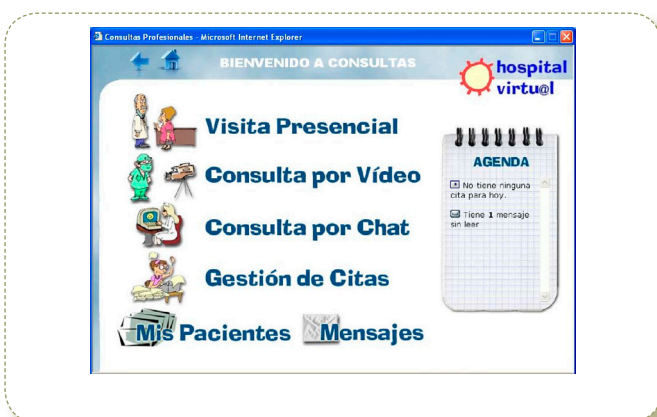 Consultas Profesionales - Microsoft Internet Explorer
BIENVENIDO A CONSULTAS
hospital
virtu@l
Visita Presencial
Consulta por Vídeo
Consulta por Chat
Gestión de Citas
Mis Pacientes
Mensajes
AGENDA
No tiene ninguna
cita para hoy.
Tiene 1 mensaje
sin leer